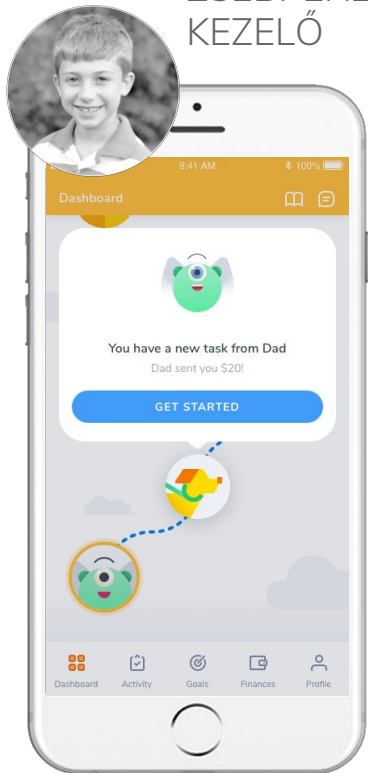 KEZELŐ
9:41 AM
100%
Dashboard
You have a new task from Dad
Dad sent you $20!
GET STARTED
Dashboard Activity Goals Finances Profile